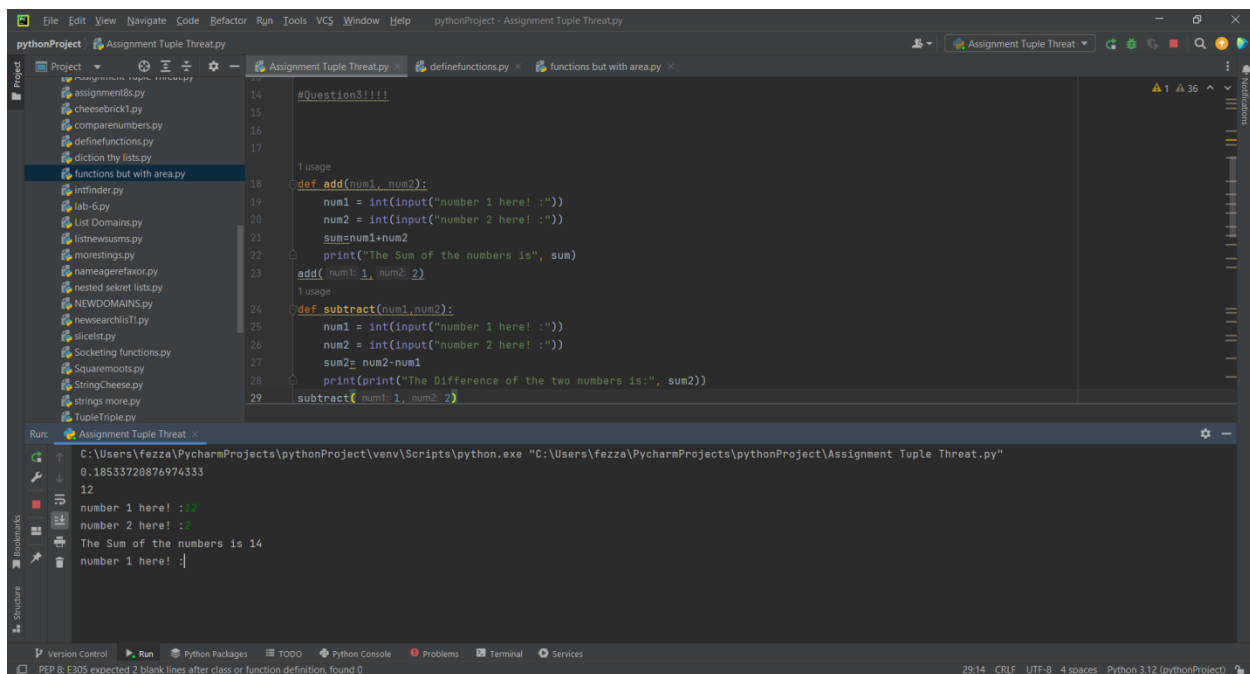 File Edit View Navigate Code Refactor Run Tools VCS Window Help pythonProject - Assignment Tuple Threat.py
pythonProject Assignment Tuple Threat.py Assignment Tuple Threat
Project
Project
Assignment Tuple Threat.py definefunctions.py functions but with area.py
Assignment Tuple Threat.py
assignment8s.py
cheesebrick1.py
comparenumbers.py
definefunctions.py
diction thy lists.py
functions but with area.py
intfinder.py
lab-6.py
List Domains.py
listnewsusms.py
morestings.py
nameagerefaxor.py
nested sekret lists.py
NEWDOMAINS.py
newsearchlisT!.py
slicelst.py
Socketing functions.py
Squaremoots.py
StringCheese.py
strings more.py
TupleTriple.py
1 36
Notifications
13
14 #Question3!!!!
15
16
17
1 usage
18 def add(num1, num2):
19 num1 = int(input("number 1 here! :"))
20 num2 = int(input("number 2 here! :"))
21 sum=num1+num2
22 print("The Sum of the numbers is", sum)
23 add( num1: 1, num2: 2)
1 usage
24 def subtract(num1,num2):
25 num1 = int(input("number 1 here! :"))
26 num2 = int(input("number 2 here! :"))
27 sum2= num2-num1
28 print(print("The Difference of the two numbers is:", sum2))
29 subtract( num1: 1, num2: 2)
Run: Assignment Tuple Threat
C:\Users\fezza\PycharmProjects\pythonProject\venv\Scripts\python.exe "C:\Users\fezza\PycharmProjects\pythonProject\Assignment Tuple Threat.py"
0.18533720876974333
12
number 1 here! :12
number 2 here! :2
The Sum of the numbers is 14
number 1 here! :
Bookmarks
Structure
Version Control Run Python Packages TODO Python Console Problems Terminal Services
PEP 8: E305 expected 2 blank lines after class or function definition, found 0 29:14 CRLF UTF-8 4 spaces Python 3.12 (pythonProject)